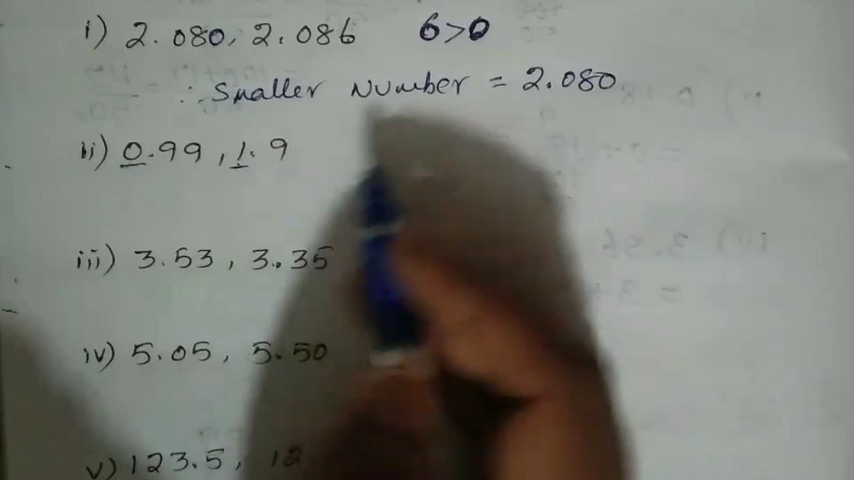 i) 2.080, 2.086 6>0
∴ Smaller Number = 2.080
ii) 0.99, 1.9
iii) 3.53, 3.35
iv) 5.05, 5.50
v) 123.5, 12